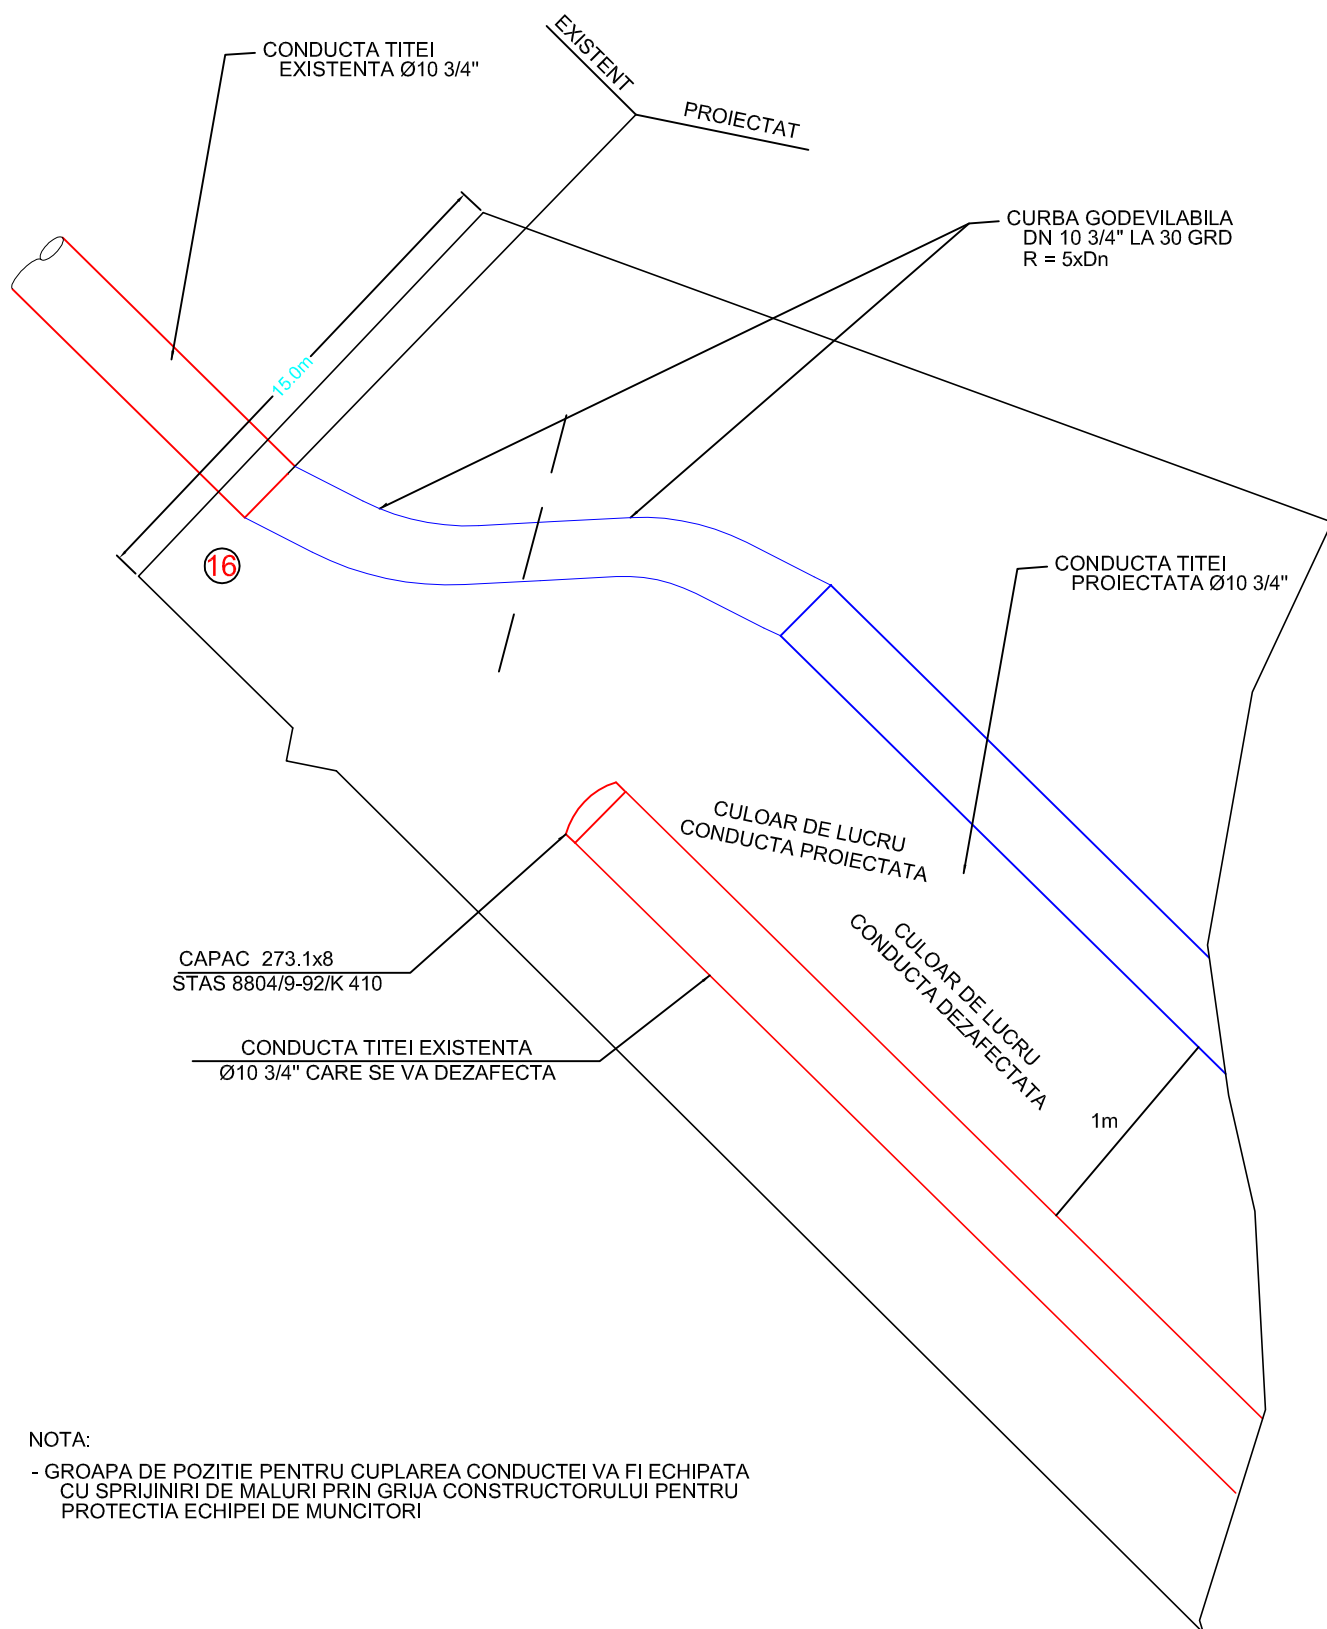 CONDUCTA TITEI
EXISTENTA Ø10 3/4"
EXISTENT
PROIECTAT
CURBA GODEVILABILA
DN 10 3/4" LA 30 GRD
R = 5xDn
15.0m
16
CONDUCTA TITEI
PROIECTATA Ø10 3/4"
CULOAR DE LUCRU
CONDUCTA PROIECTATA
CULOAR DE LUCRU
CONDUCTA DEZAFECTATA
CAPAC 273.1x8
STAS 8804/9-92/K 410
CONDUCTA TITEI EXISTENTA
Ø10 3/4" CARE SE VA DEZAFECTA
1m
NOTA:
- GROAPA DE POZITIE PENTRU CUPLAREA CONDUCTEI VA FI ECHIPATA
CU SPRIJINIRI DE MALURI PRIN GRIJA CONSTRUCTORULUI PENTRU
PROTECTIA ECHIPEI DE MUNCITORI